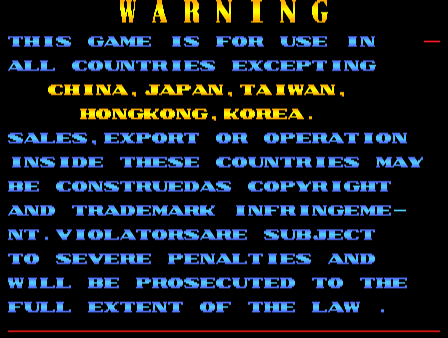 WARNING
THIS GAME IS FOR USE IN
ALL COUNTRIES EXCEPTING
CHINA, JAPAN, TAIWAN,
HONGKONG, KOREA.
SALES, EXPORT OR OPERATION
INSIDE THESE COUNTRIES MAY
BE CONSTRUEDAS COPYRIGHT
AND TRADEMARK INFRINGEME-
NT. VIOLATORSARE SUBJECT
TO SEVERE PENALTIES AND
WILL BE PROSECUTED TO THE
FULL EXTENT OF THE LAW .